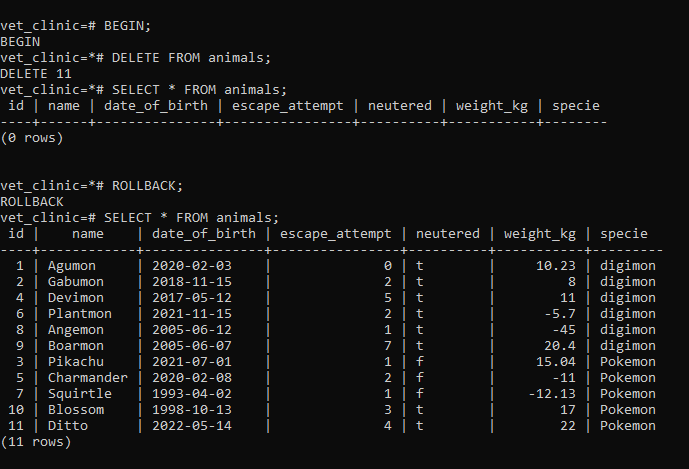 vet_clinic=# BEGIN;
BEGIN
vet_clinic=*# DELETE FROM animals;
DELETE 11
vet_clinic=*# SELECT * FROM animals;
 id | name | date_of_birth | escape_attempt | neutered | weight_kg | specie
----+------+---------------+----------------+----------+-----------+--------
(0 rows)


vet_clinic=*# ROLLBACK;
ROLLBACK
vet_clinic=# SELECT * FROM animals;
 id |    name    | date_of_birth | escape_attempt | neutered | weight_kg | specie
----+------------+---------------+----------------+----------+-----------+---------
  1 | Agumon     | 2020-02-03    |              0 | t        |     10.23 | digimon
  2 | Gabumon    | 2018-11-15    |              2 | t        |         8 | digimon
  4 | Devimon    | 2017-05-12    |              5 | t        |        11 | digimon
  6 | Plantmon   | 2021-11-15    |              2 | t        |      -5.7 | digimon
  8 | Angemon    | 2005-06-12    |              1 | t        |       -45 | digimon
  9 | Boarmon    | 2005-06-07    |              7 | t        |      20.4 | digimon
  3 | Pikachu    | 2021-07-01    |              1 | f        |     15.04 | Pokemon
  5 | Charmander | 2020-02-08    |              2 | f        |       -11 | Pokemon
  7 | Squirtle   | 1993-04-02    |              1 | f        |    -12.13 | Pokemon
 10 | Blossom    | 1998-10-13    |              3 | t        |        17 | Pokemon
 11 | Ditto      | 2022-05-14    |              4 | t        |        22 | Pokemon
(11 rows)